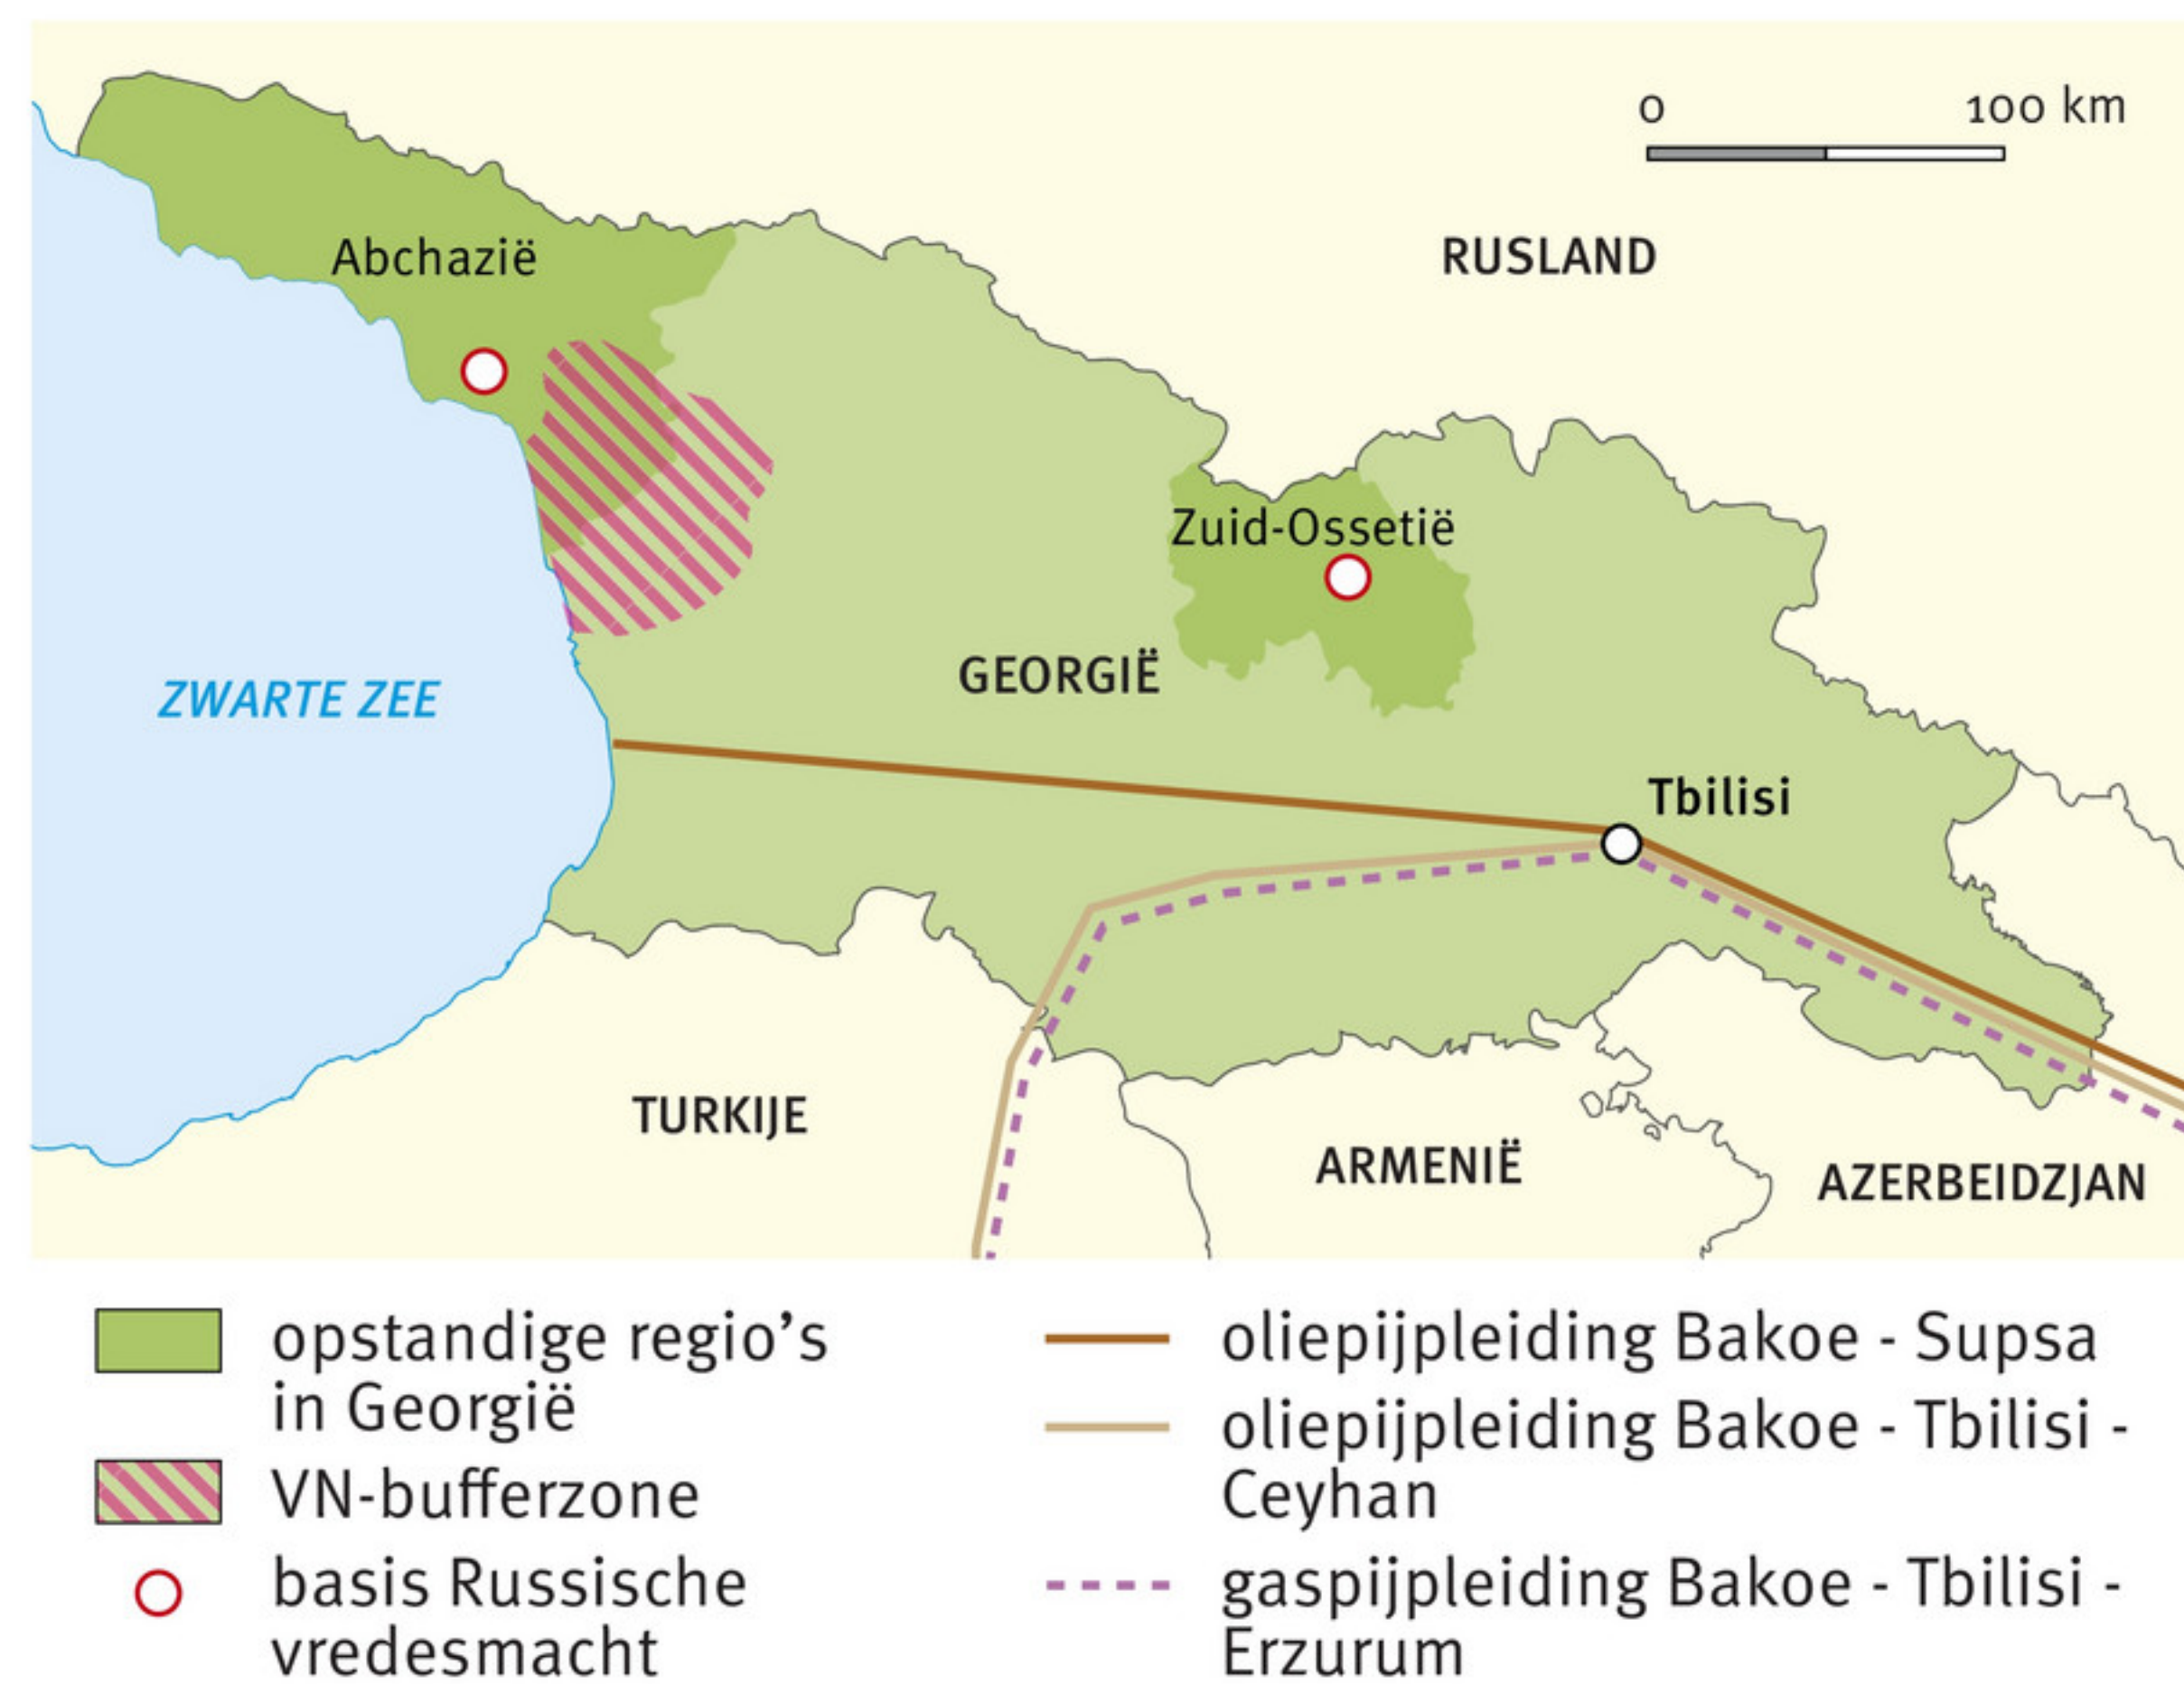 0 100 km
RUSLAND
Abchazië
Zuid-Ossetië
GEORGIË
ZWARTE ZEE
Tbilisi
TURKIJE
ARMENIË
AZERBEIDZJAN
opstandige regio's
in Georgië
VN-bufferzone
basis Russische
vredesmacht
oliepijpleiding Bakoe - Supsa
oliepijpleiding Bakoe - Tbilisi -
Ceyhan
gaspijpleiding Bakoe - Tbilisi -
Erzurum